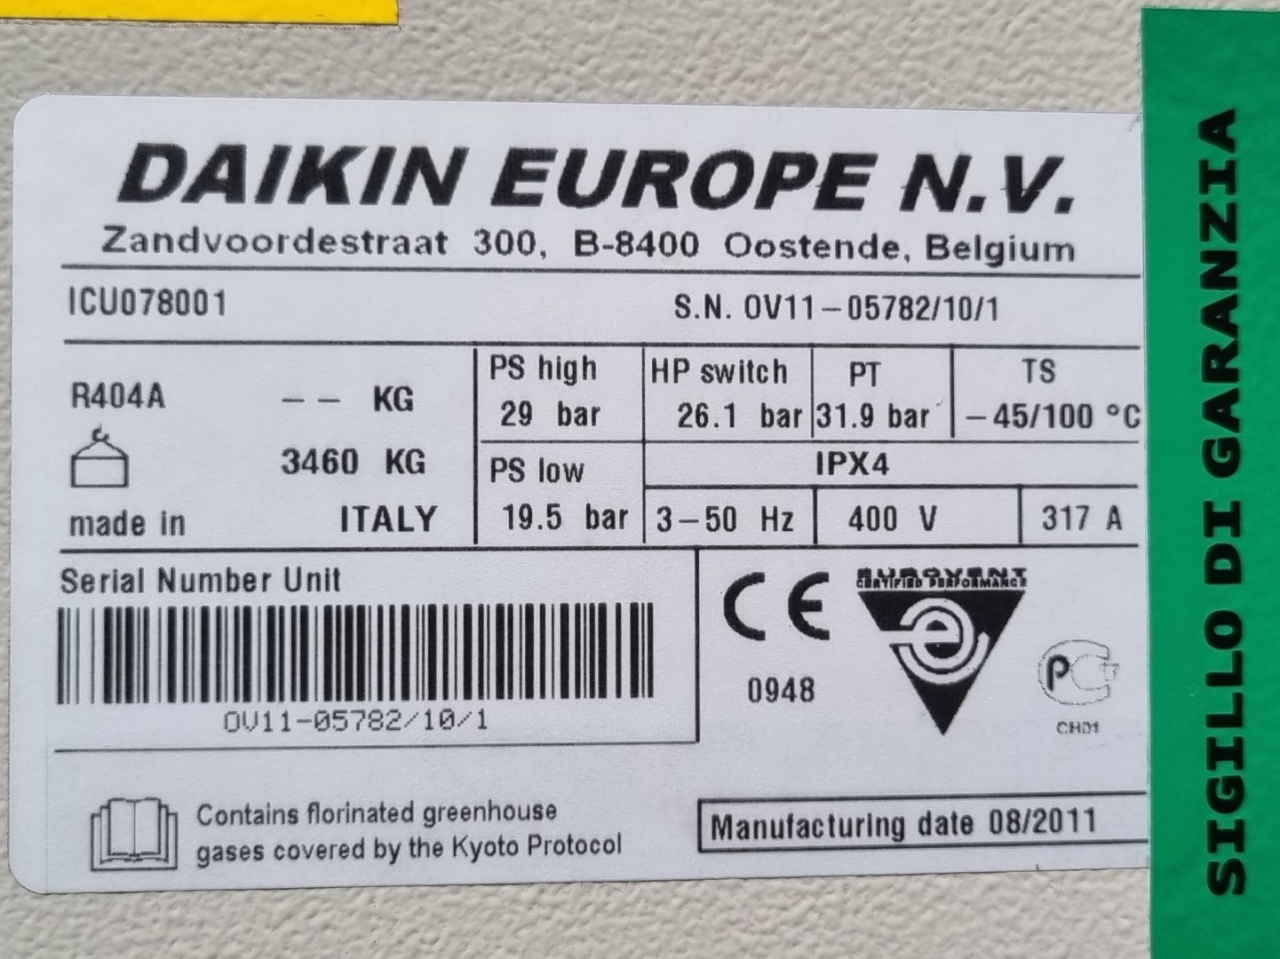 DAIKIN EUROPE N.V.
Zandvoordestraat 300, B-8400 Oostende, Belgium
ICU078001 S.N. OV11-05782/10/1
R404A -- KG
3460 KG
made in ITALY
PS high
29 bar
HP switch
26.1 bar
PT
31.9 bar
TS
-45/100 °C
PS low
19.5 bar
IPX4
3-50 Hz 400 V 317 A
Serial Number Unit
OV11-05782/10/1
CE
0948
EUROVENT
CERTIFIED PERFORMANCE
PCT
CH01
Contains florinated greenhouse
gases covered by the Kyoto Protocol
Manufacturing date 08/2011
SIGILLO DI GARANZIA